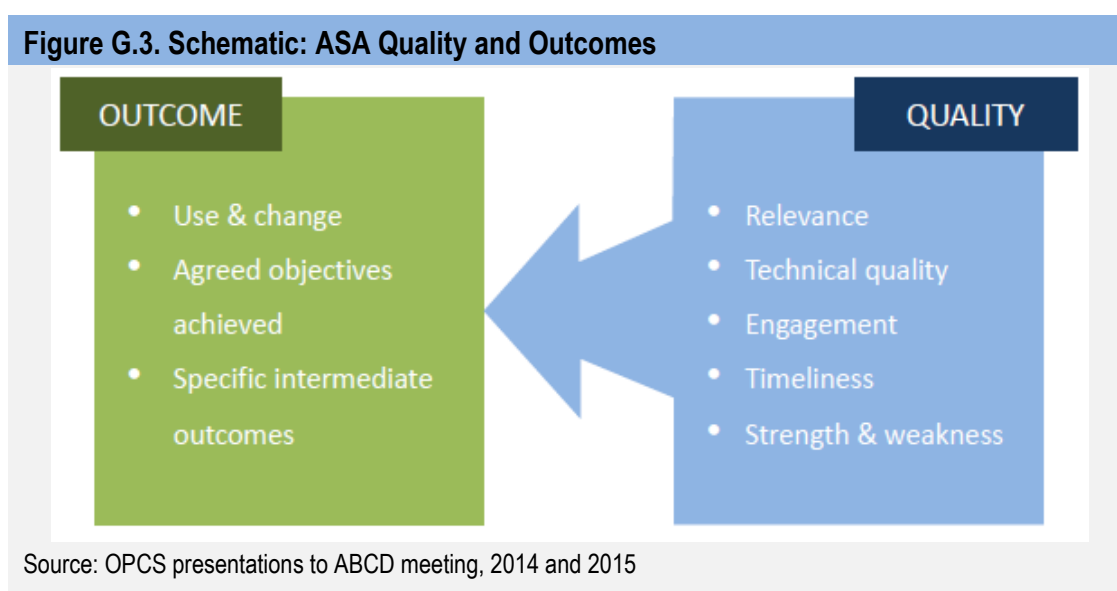 Figure G.3. Schematic: ASA Quality and Outcomes
OUTCOME
• Use & change
• Agreed objectives
achieved
• Specific intermediate
outcomes
QUALITY
• Relevance
• Technical quality
• Engagement
• Timeliness
• Strength & weakness
Source: OPCS presentations to ABCD meeting, 2014 and 2015